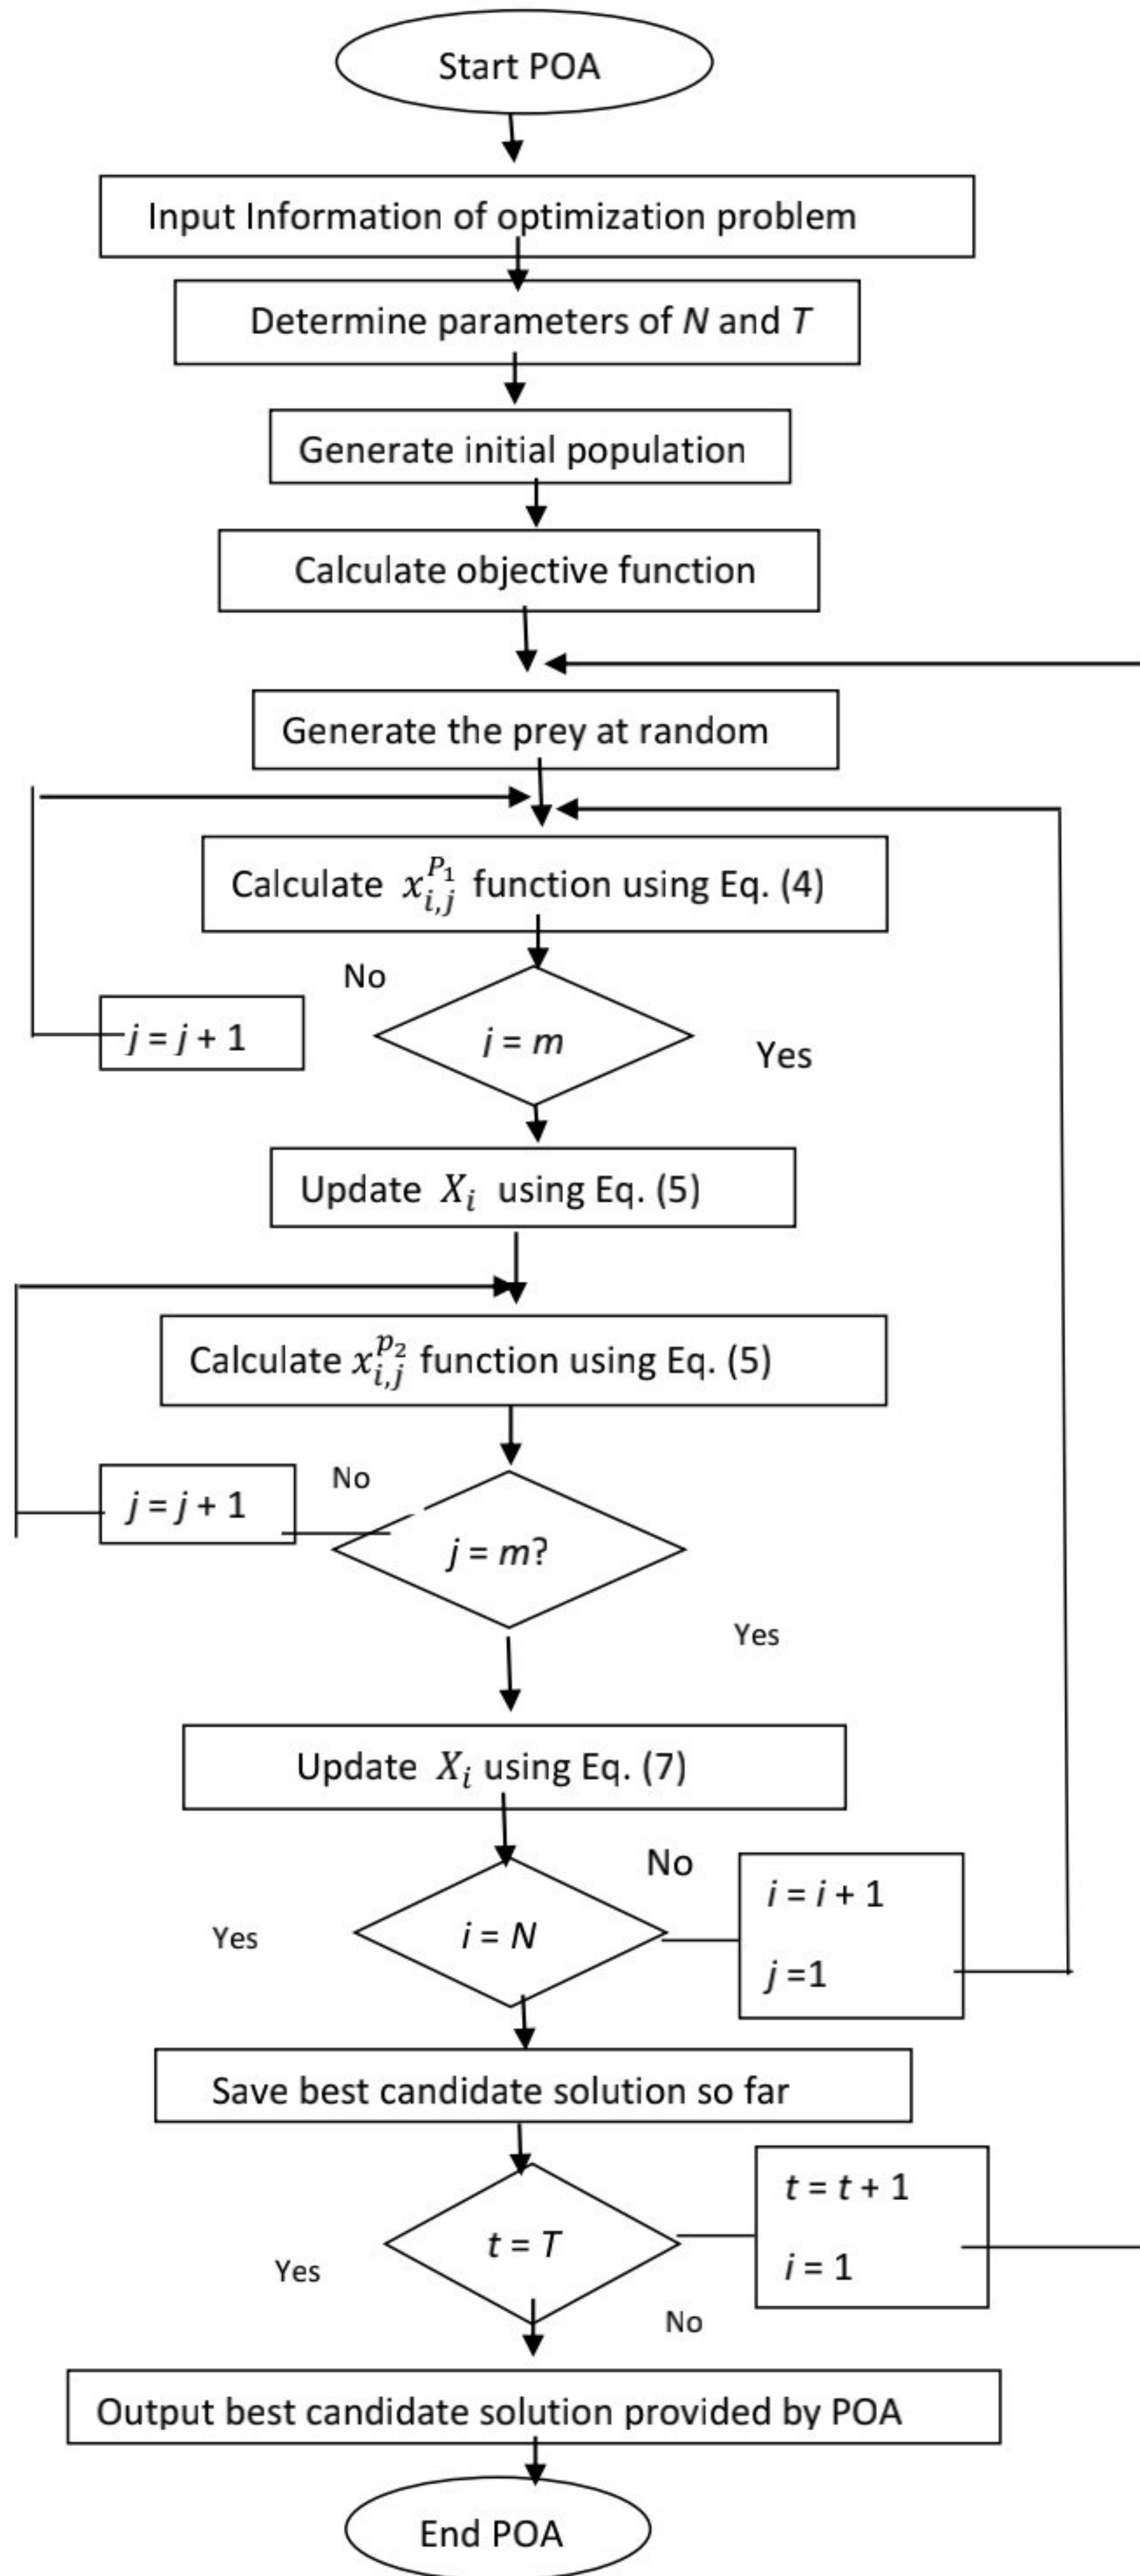 Start POA
Input Information of optimization problem
Determine parameters of N and T
Generate initial population
Calculate objective function
Generate the prey at random
Calculate x_{i,j}^{P_1} function using Eq. (4)
No
j = j + 1
j = m
Yes
Update X_i using Eq. (5)
Calculate x_{i,j}^{p_2} function using Eq. (5)
No
j = j + 1
j = m?
Yes
Update X_i using Eq. (7)
No
i = i + 1
Yes
i = N
j =1
Save best candidate solution so far
t = t + 1
t = T
i = 1
Yes
No
Output best candidate solution provided by POA
End POA